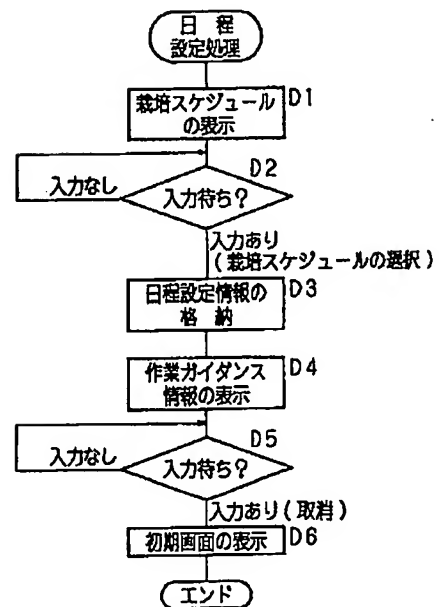 日 程
設定処理
栽培スケジュール
の表示
D1
D2
入力なし
入力待ち?
入力あり
(栽培スケジュールの選択)
日程設定情報の
格 納
D3
作業ガイダンス
情報の表示
D4
D5
入力なし
入力待ち?
入力あり(取消)
初期画面の表示
D6
エンド